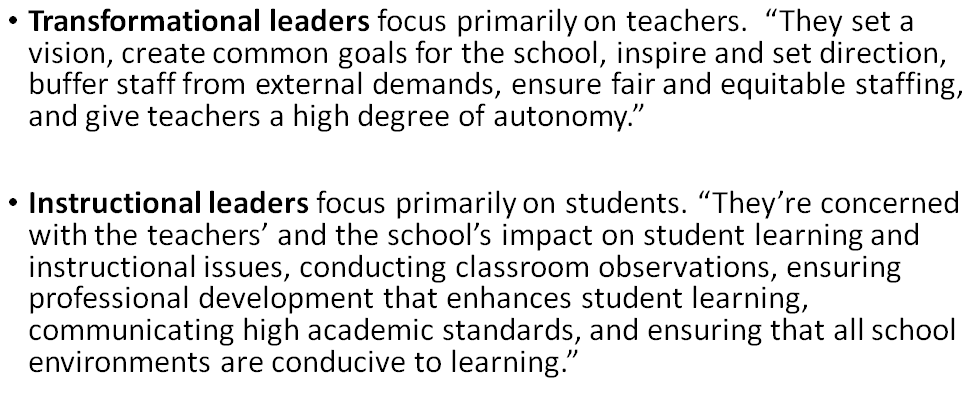 • Transformational leaders focus primarily on teachers.  “They set a
vision, create common goals for the school, inspire and set direction,
buffer staff from external demands, ensure fair and equitable staffing,
and give teachers a high degree of autonomy.”
• Instructional leaders focus primarily on students. “They’re concerned
with the teachers’ and the school’s impact on student learning and
instructional issues, conducting classroom observations, ensuring
professional development that enhances student learning,
communicating high academic standards, and ensuring that all school
environments are conducive to learning.”